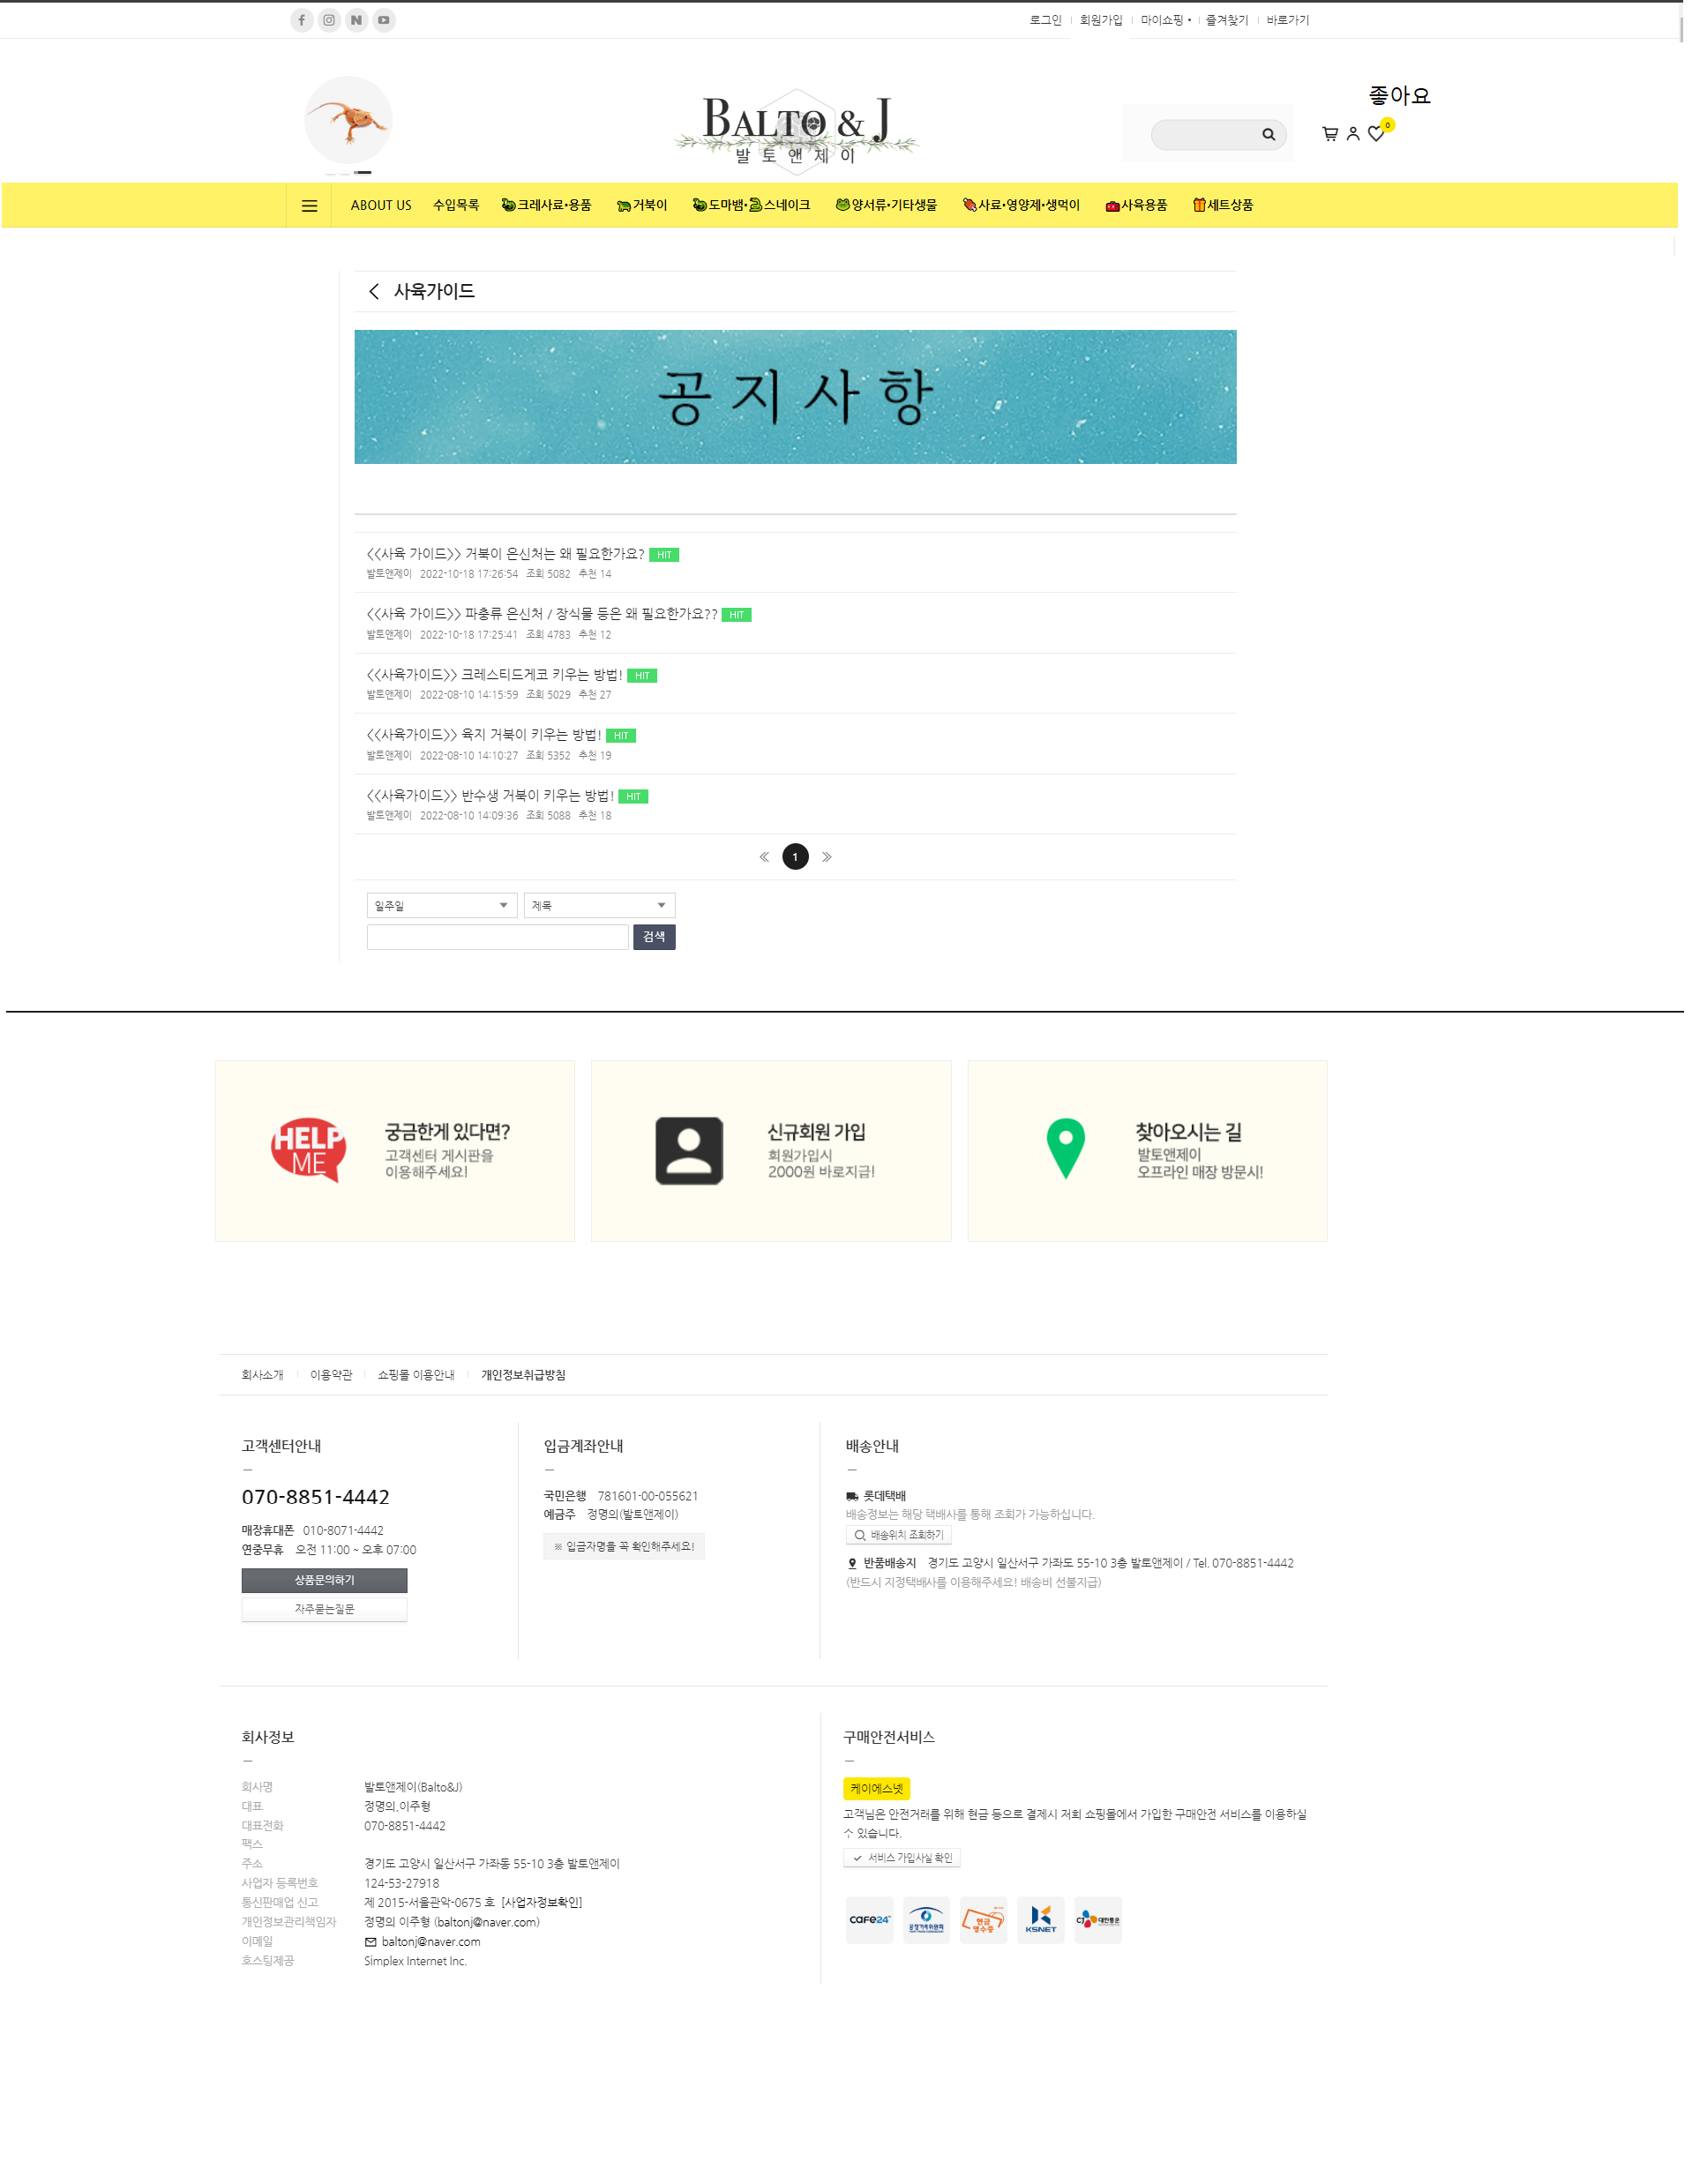 로그인 회원가입 마이쇼핑 • 즐겨찾기 바로가기
좋아요
BALTO & J
발 토 앤 제 이
0
ABOUT US 수입목록 크레사료•용품 거북이 도마뱀•스네이크 양서류•기타생물 사료•영양제•생먹이 사육용품 세트상품
사육가이드
공지사항
<<사육 가이드>> 거북이 은신처는 왜 필요한가요? HIT
발토앤제이 2022-10-18 17:26:54 조회 5082 추천 14
<<사육 가이드>> 파충류 은신처 / 장식물 등은 왜 필요한가요?? HIT
발토앤제이 2022-10-18 17:25:41 조회 4783 추천 12
<<사육가이드>> 크레스티드게코 키우는 방법! HIT
발토앤제이 2022-08-10 14:15:59 조회 5029 추천 27
<<사육가이드>> 육지 거북이 키우는 방법! HIT
발토앤제이 2022-08-10 14:10:27 조회 5352 추천 19
<<사육가이드>> 반수생 거북이 키우는 방법! HIT
발토앤제이 2022-08-10 14:09:36 조회 5088 추천 18
1
일주일 제목
검색
HELP
ME
궁금한게 있다면?
고객센터 게시판을
이용해주세요!
신규회원 가입
회원가입시
2000원 바로지급!
찾아오시는 길
발토앤제이
오프라인 매장 방문시!
회사소개 이용약관 쇼핑몰 이용안내 개인정보취급방침
고객센터안내
070-8851-4442
매장휴대폰 010-8071-4442
연중무휴 오전 11:00 ~ 오후 07:00
상품문의하기
자주묻는질문
입금계좌안내
국민은행 781601-00-055621
예금주 정명의(발토앤제이)
※ 입금자명을 꼭 확인해주세요!
배송안내
롯데택배
배송정보는 해당 택배사를 통해 조회가 가능하십니다.
배송위치 조회하기
반품배송지 경기도 고양시 일산서구 가좌도 55-10 3층 발토앤제이 / Tel. 070-8851-4442
(반드시 지정택배사를 이용해주세요! 배송비 선불지급)
회사정보
회사명 발토앤제이(Balto&J)
대표 정명의,이주형
대표전화 070-8851-4442
팩스
주소 경기도 고양시 일산서구 가좌동 55-10 3층 발토앤제이
사업자 등록번호 124-53-27918
통신판매업 신고 제 2015-서울관악-0675 호 [사업자정보확인]
개인정보관리책임자 정명의 이주형 (baltonj@naver.com)
이메일 baltonj@naver.com
호스팅제공 Simplex Internet Inc.
구매안전서비스
케이에스넷
고객님은 안전거래를 위해 현금 등으로 결제시 저희 쇼핑몰에서 가입한 구매안전 서비스를 이용하실
수 있습니다.
서비스 가입사실 확인
cafe24 공정거래위원회 현금영수증 KSNET CJ대한통운